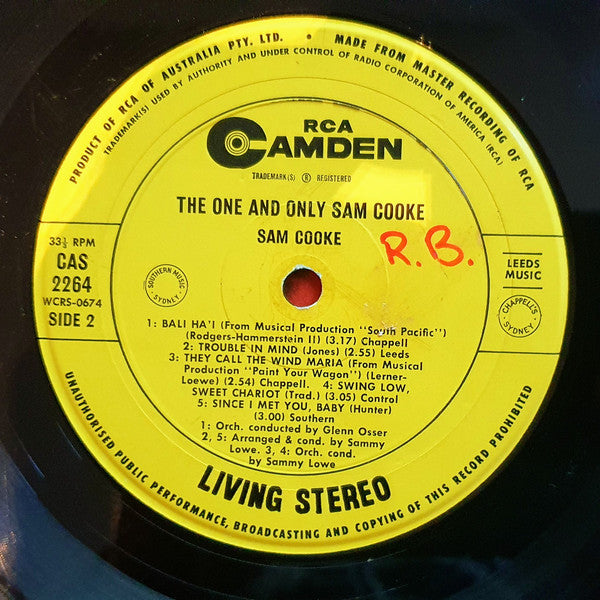 PRODUCT OF RCA OF AUSTRALIA PTY. LTD. • MADE FROM MASTER RECORDING OF RCA
TRADEMARK(S) USED BY AUTHORITY AND UNDER CONTROL OF RADIO CORPORATION OF AMERICA (RCA)
RCA
CAMDEN
TRADEMARK(S) ® REGISTERED
THE ONE AND ONLY SAM COOKE
SAM COOKE
R.B.
33⅓ RPM
CAS
2264
WCRS-0674
SIDE 2
SOUTHERN MUSIC
SYDNEY
LEEDS
MUSIC
CHAPPELL'S
SYDNEY
1: BALI HA'I (From Musical Production "South Pacific")
(Rodgers-Hammerstein II) (3.17) Chappell
2: TROUBLE IN MIND (Jones) (2.55) Leeds
3: THEY CALL THE WIND MARIA (From Musical
Production "Paint Your Wagon") (Lerner-
Loewe) (2.54) Chappell. 4: SWING LOW,
SWEET CHARIOT (Trad.) (3.05) Control
5: SINCE I MET YOU, BABY (Hunter)
(3.00) Southern
1: Orch. conducted by Glenn Osser
2, 5: Arranged & cond. by Sammy
Lowe. 3, 4: Orch. cond.
by Sammy Lowe
LIVING STEREO
UNAUTHORISED PUBLIC PERFORMANCE, BROADCASTING AND COPYING OF THIS RECORD PROHIBITED